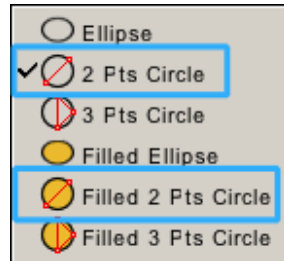 Ellipse
2 Pts Circle
3 Pts Circle
Filled Ellipse
Filled 2 Pts Circle
Filled 3 Pts Circle